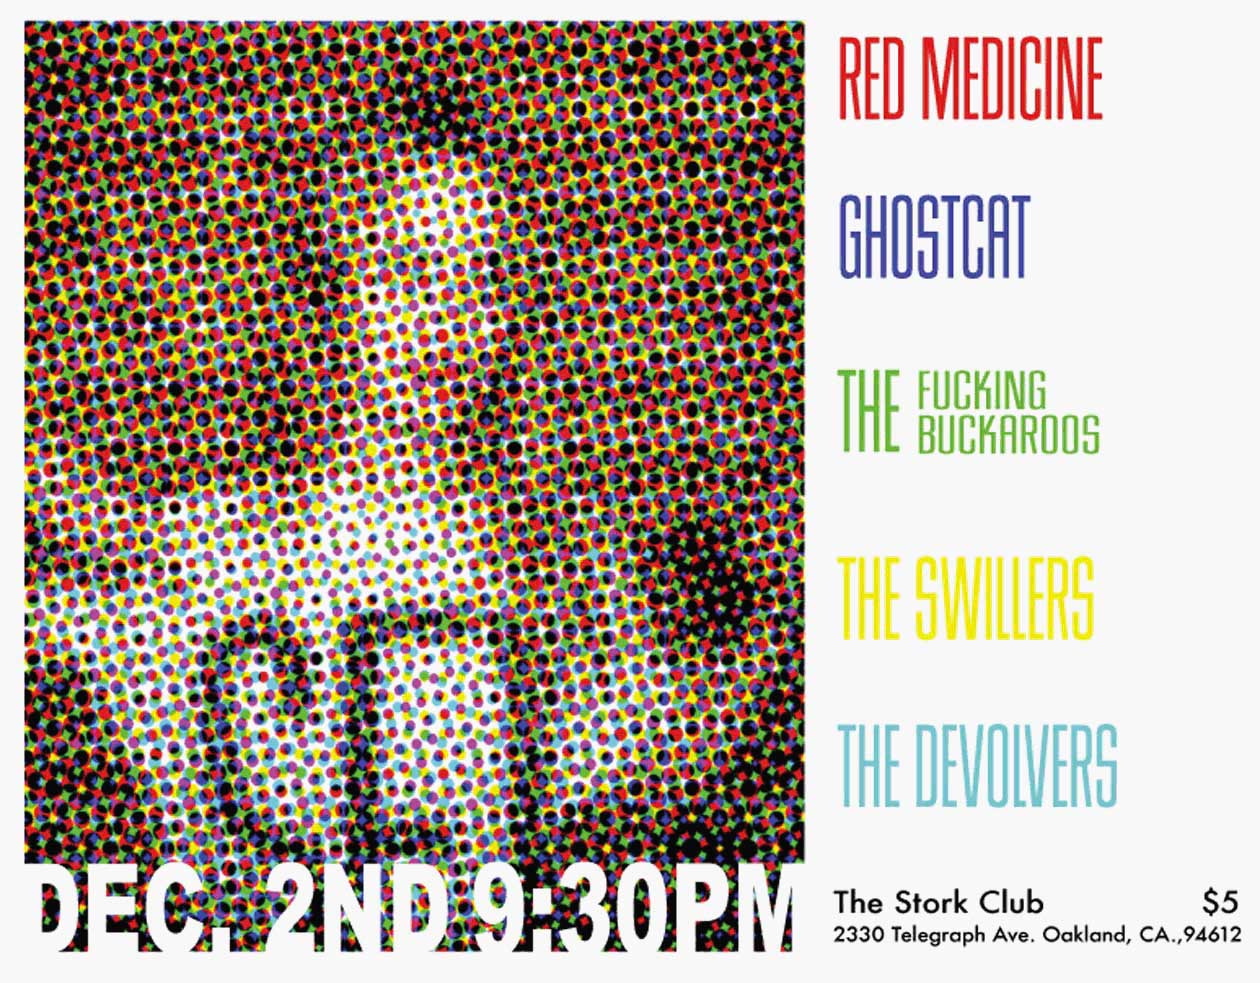 RED MEDICINE
GHOSTCAT
THE FUCKING
BUCKAROOS
THE SWILLERS
THE DEVOLVERS
DEC. 2ND 9:30PM
The Stork Club $5
2330 Telegraph Ave. Oakland, CA.,94612